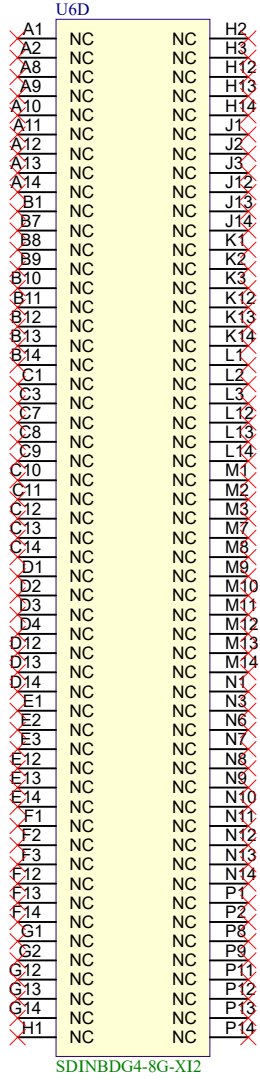 U6D
A1 NC NC H2
A2 NC NC H3
A8 NC NC H12
A9 NC NC H13
A10 NC NC H14
A11 NC NC J1
A12 NC NC J2
A13 NC NC J3
A14 NC NC J12
B1 NC NC J13
B7 NC NC J14
B8 NC NC K1
B9 NC NC K2
B10 NC NC K3
B11 NC NC K12
B12 NC NC K13
B13 NC NC K14
B14 NC NC L1
C1 NC NC L2
C3 NC NC L3
C7 NC NC L12
C8 NC NC L13
C9 NC NC L14
C10 NC NC M1
C11 NC NC M2
C12 NC NC M3
C13 NC NC M7
C14 NC NC M8
D1 NC NC M9
D2 NC NC M10
D3 NC NC M11
D4 NC NC M12
D12 NC NC M13
D13 NC NC M14
D14 NC NC N1
E1 NC NC N3
E2 NC NC N6
E3 NC NC N7
E12 NC NC N8
E13 NC NC N9
E14 NC NC N10
F1 NC NC N11
F2 NC NC N12
F3 NC NC N13
F12 NC NC N14
F13 NC NC P1
F14 NC NC P2
G1 NC NC P8
G2 NC NC P9
G12 NC NC P11
G13 NC NC P12
G14 NC NC P13
H1 NC NC P14
SDINBDG4-8G-XI2